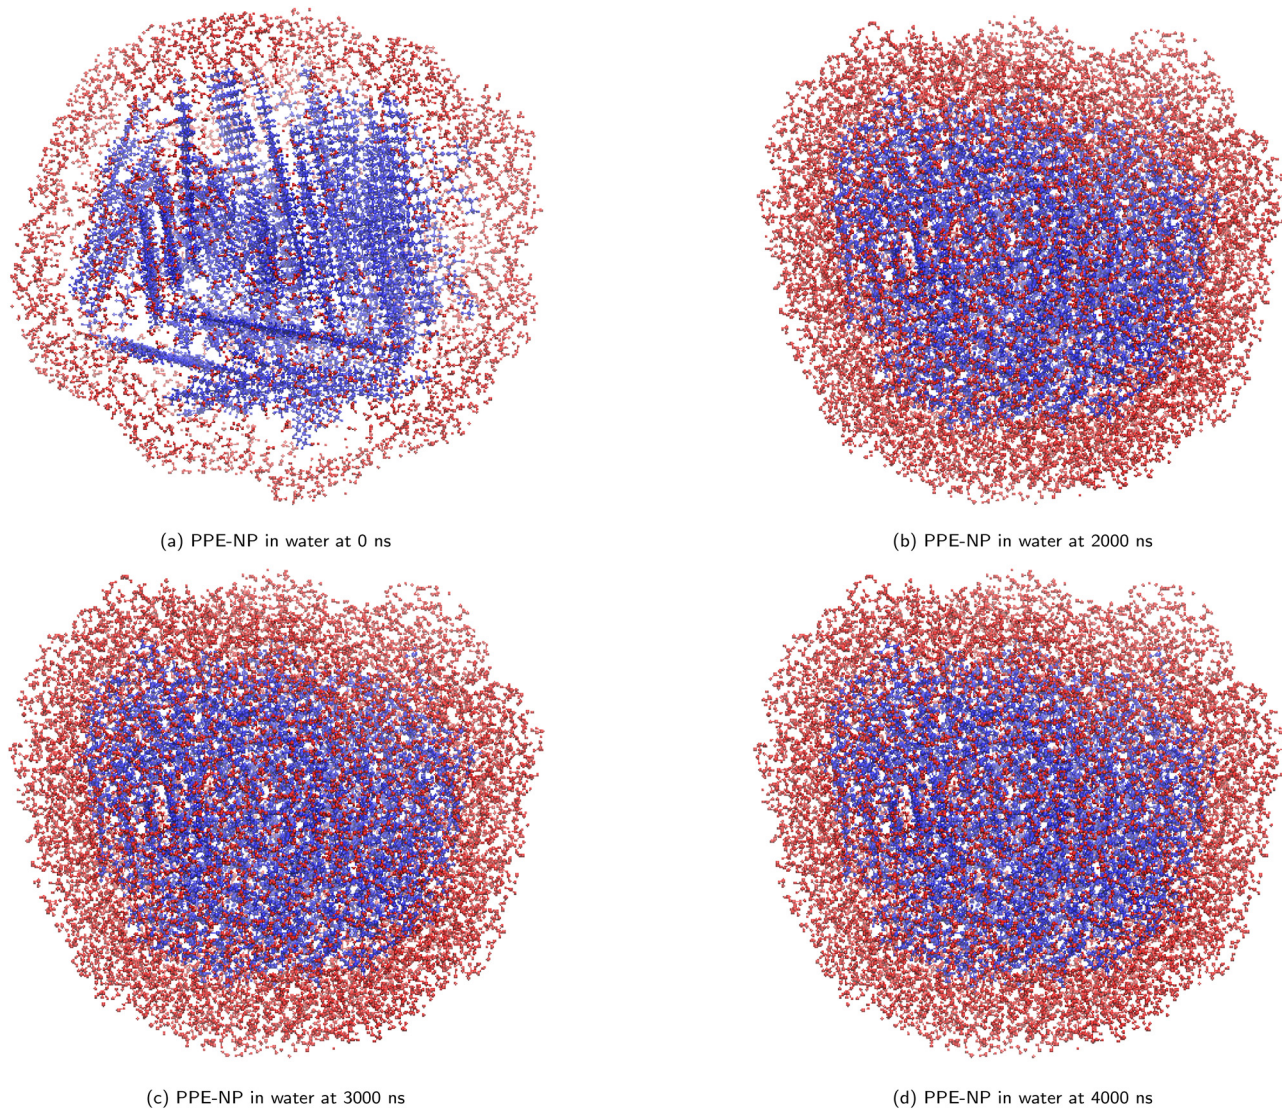 (a) PPE-NP in water at 0 ns
(b) PPE-NP in water at 2000 ns
(c) PPE-NP in water at 3000 ns
(d) PPE-NP in water at 4000 ns